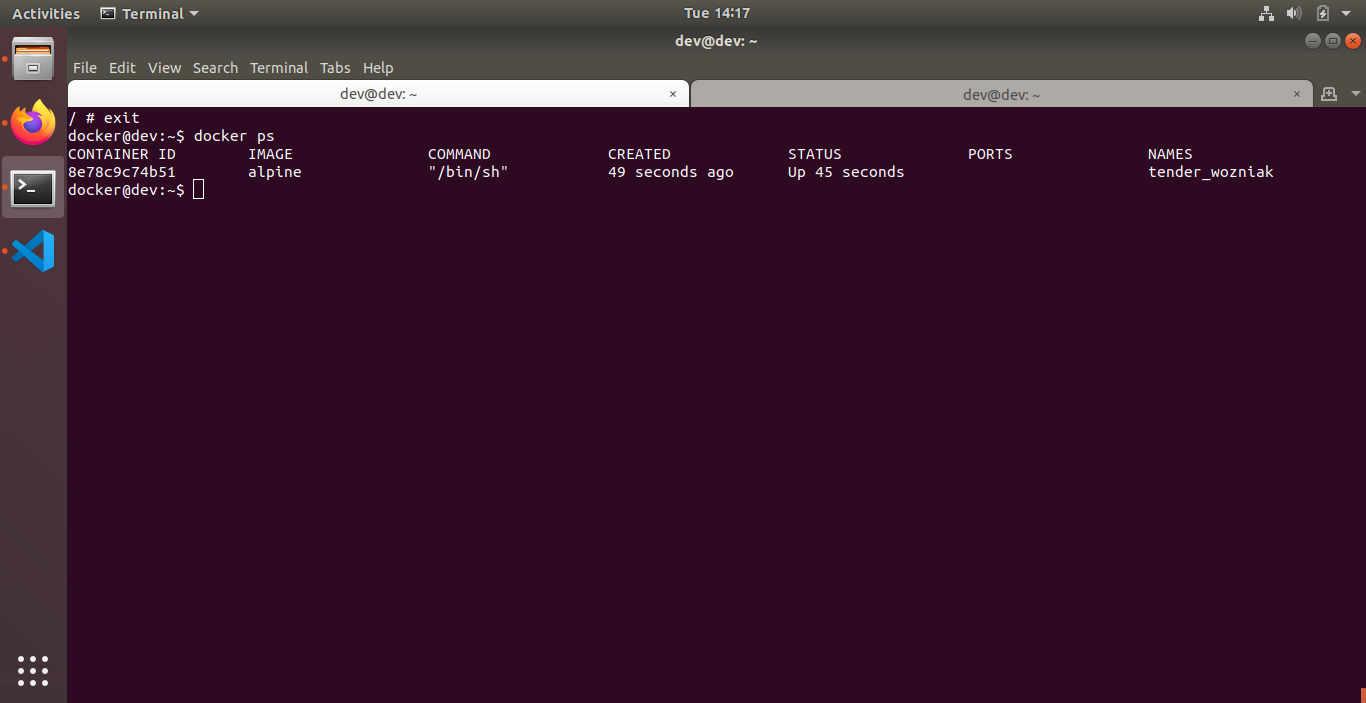 Activities Terminal Tue 14:17
dev@dev: ~
File Edit View Search Terminal Tabs Help
dev@dev: ~ × dev@dev: ~ ×
/ # exit
docker@dev:~$ docker ps
CONTAINER ID IMAGE COMMAND CREATED STATUS PORTS NAMES
8e78c9c74b51 alpine "/bin/sh" 49 seconds ago Up 45 seconds tender_wozniak
docker@dev:~$